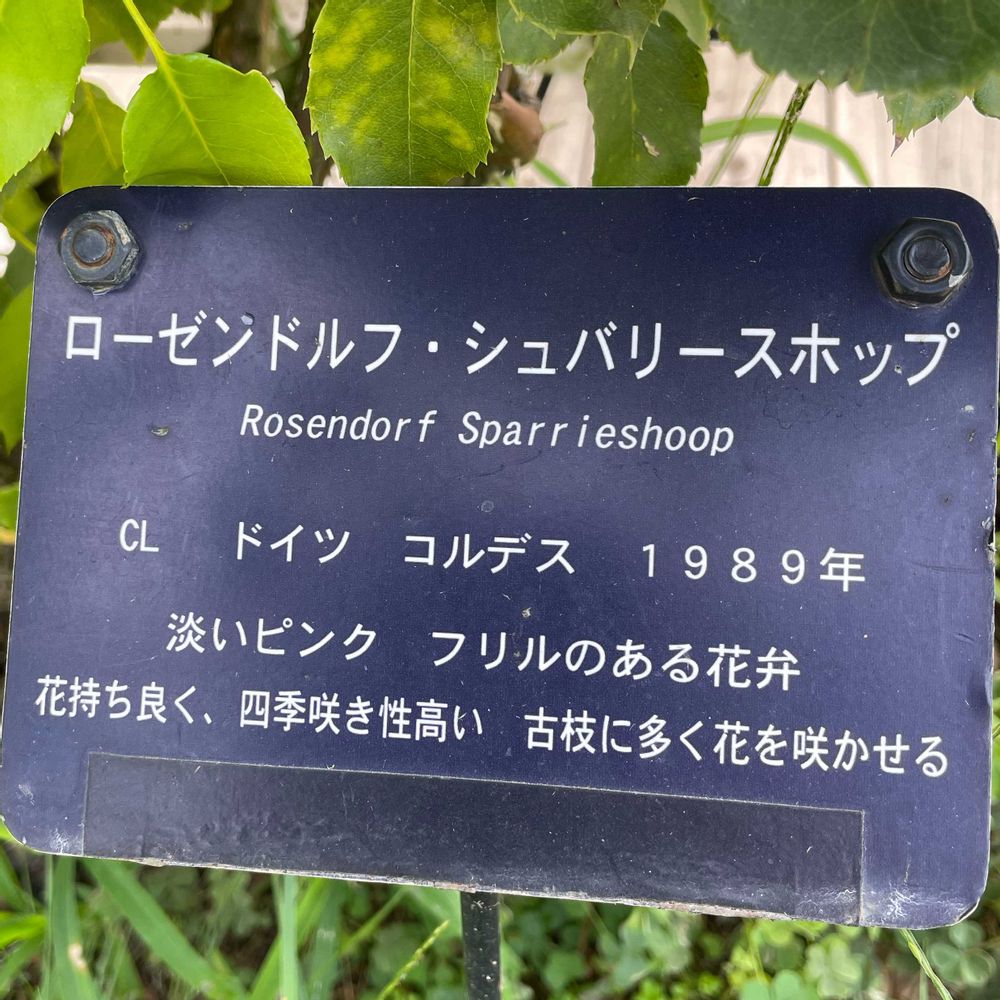 ローゼンドルフ・シュバリースホップ
Rosendorf Sparrieshoop
CL　ドイツ　コルデス　１９８９年
淡いピンク　フリルのある花弁
花持ち良く、四季咲き性高い　古枝に多く花を咲かせる